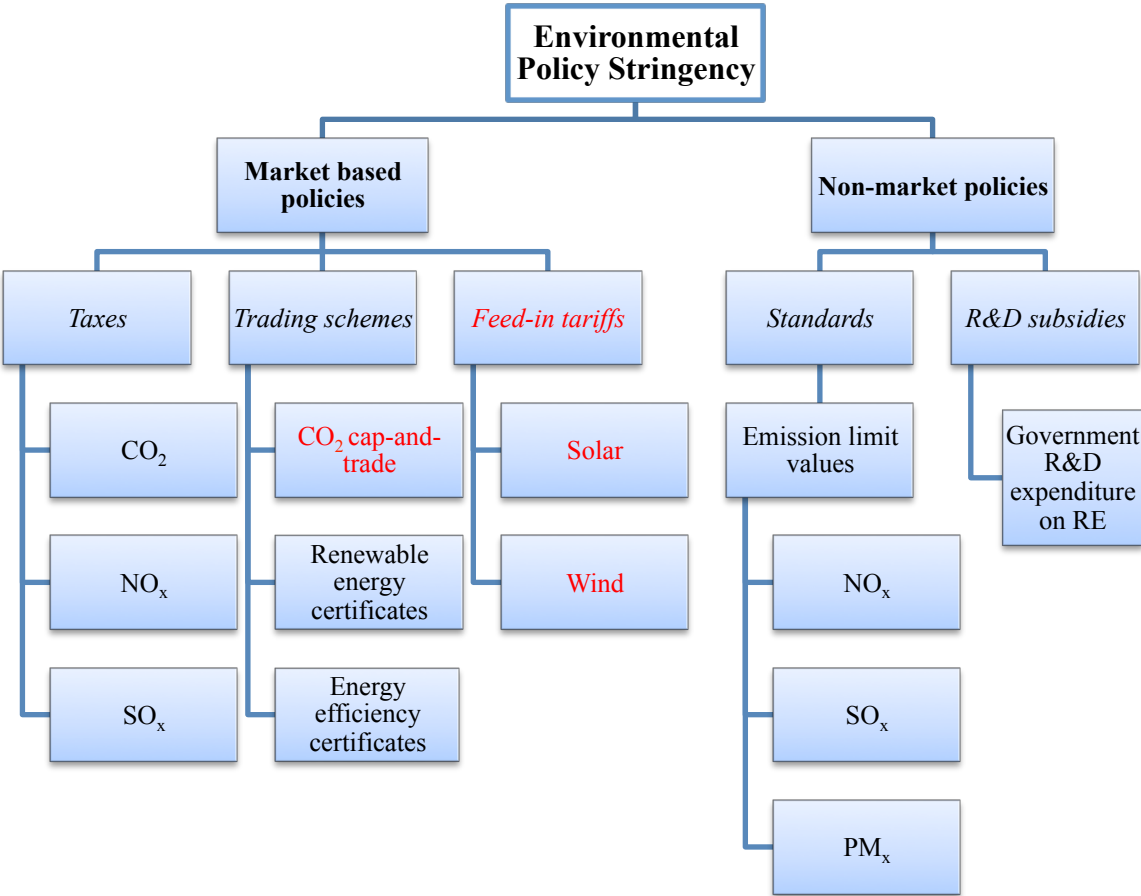 Environmental
Policy Stringency
Market based
policies
Non-market policies
Taxes
Trading schemes
Feed-in tariffs
Standards
R&D subsidies
CO₂
CO₂ cap-and-
trade
Solar
Emission limit
values
Government
R&D
expenditure
on RE
NOₓ
Renewable
energy
certificates
Wind
NOₓ
SOₓ
Energy
efficiency
certificates
SOₓ
PMₓ